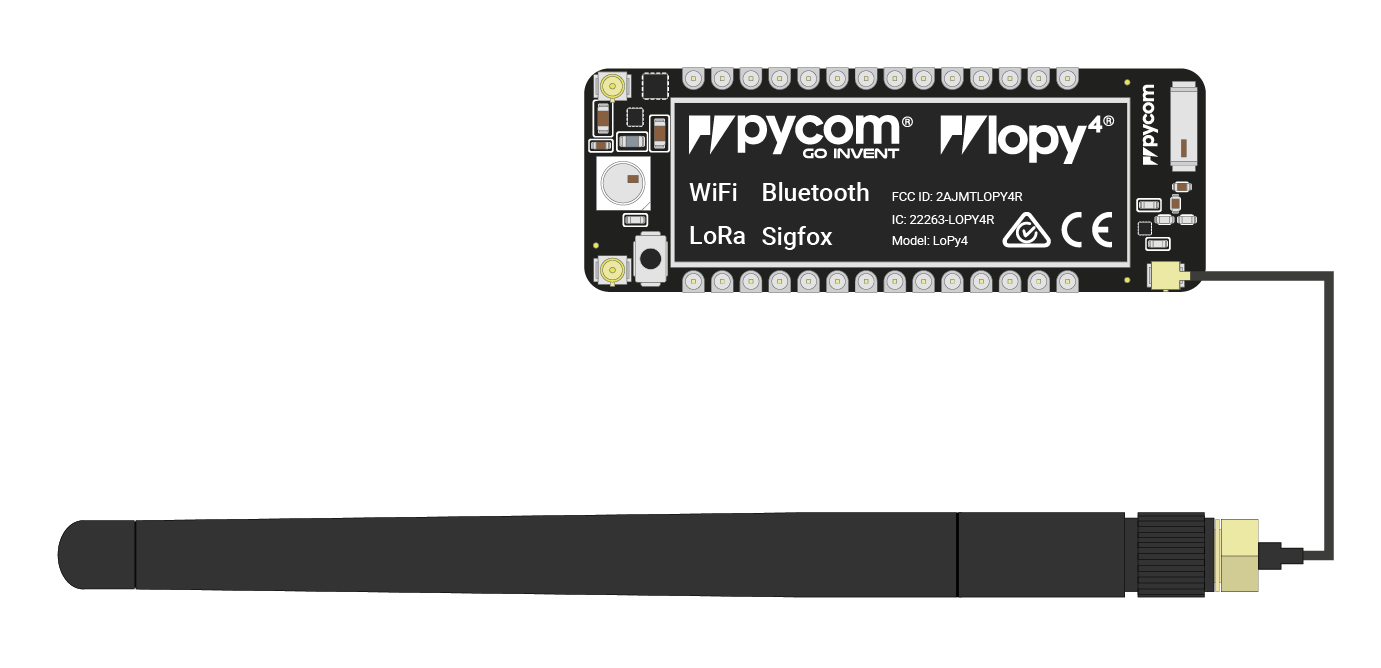 pycom®
GO INVENT
lopy4®
pycom
WiFi Bluetooth
LoRa Sigfox
FCC ID: 2AJMTLOPY4R
IC: 22263-LOPY4R
Model: LoPy4
CE